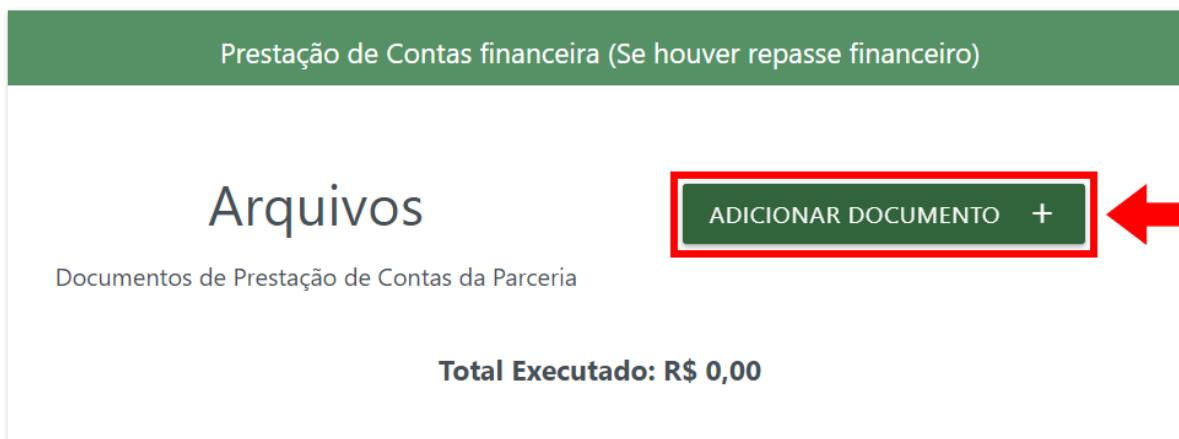 Prestação de Contas financeira (Se houver repasse financeiro)
Arquivos
ADICIONAR DOCUMENTO +
Documentos de Prestação de Contas da Parceria
Total Executado: R$ 0,00